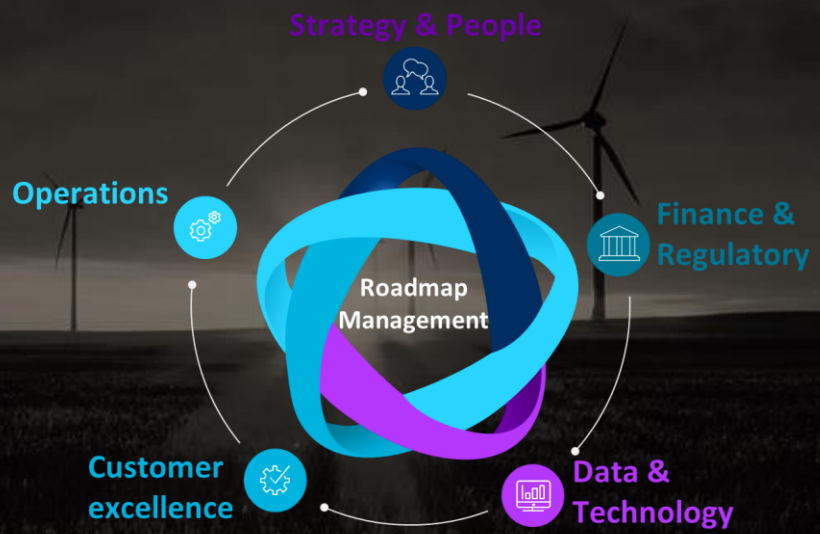 Strategy & People
Operations
Finance &
Regulatory
Roadmap
Management
Customer
excellence
Data &
Technology